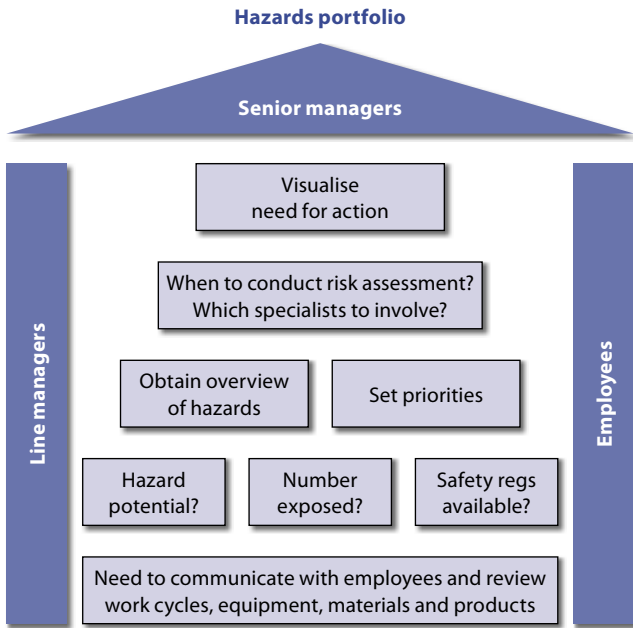 Hazards portfolio
Senior managers
Line managers
Visualise
need for action
When to conduct risk assessment?
Which specialists to involve?
Obtain overview
of hazards
Set priorities
Hazard
potential?
Number
exposed?
Safety regs
available?
Need to communicate with employees and review
work cycles, equipment, materials and products
Employees